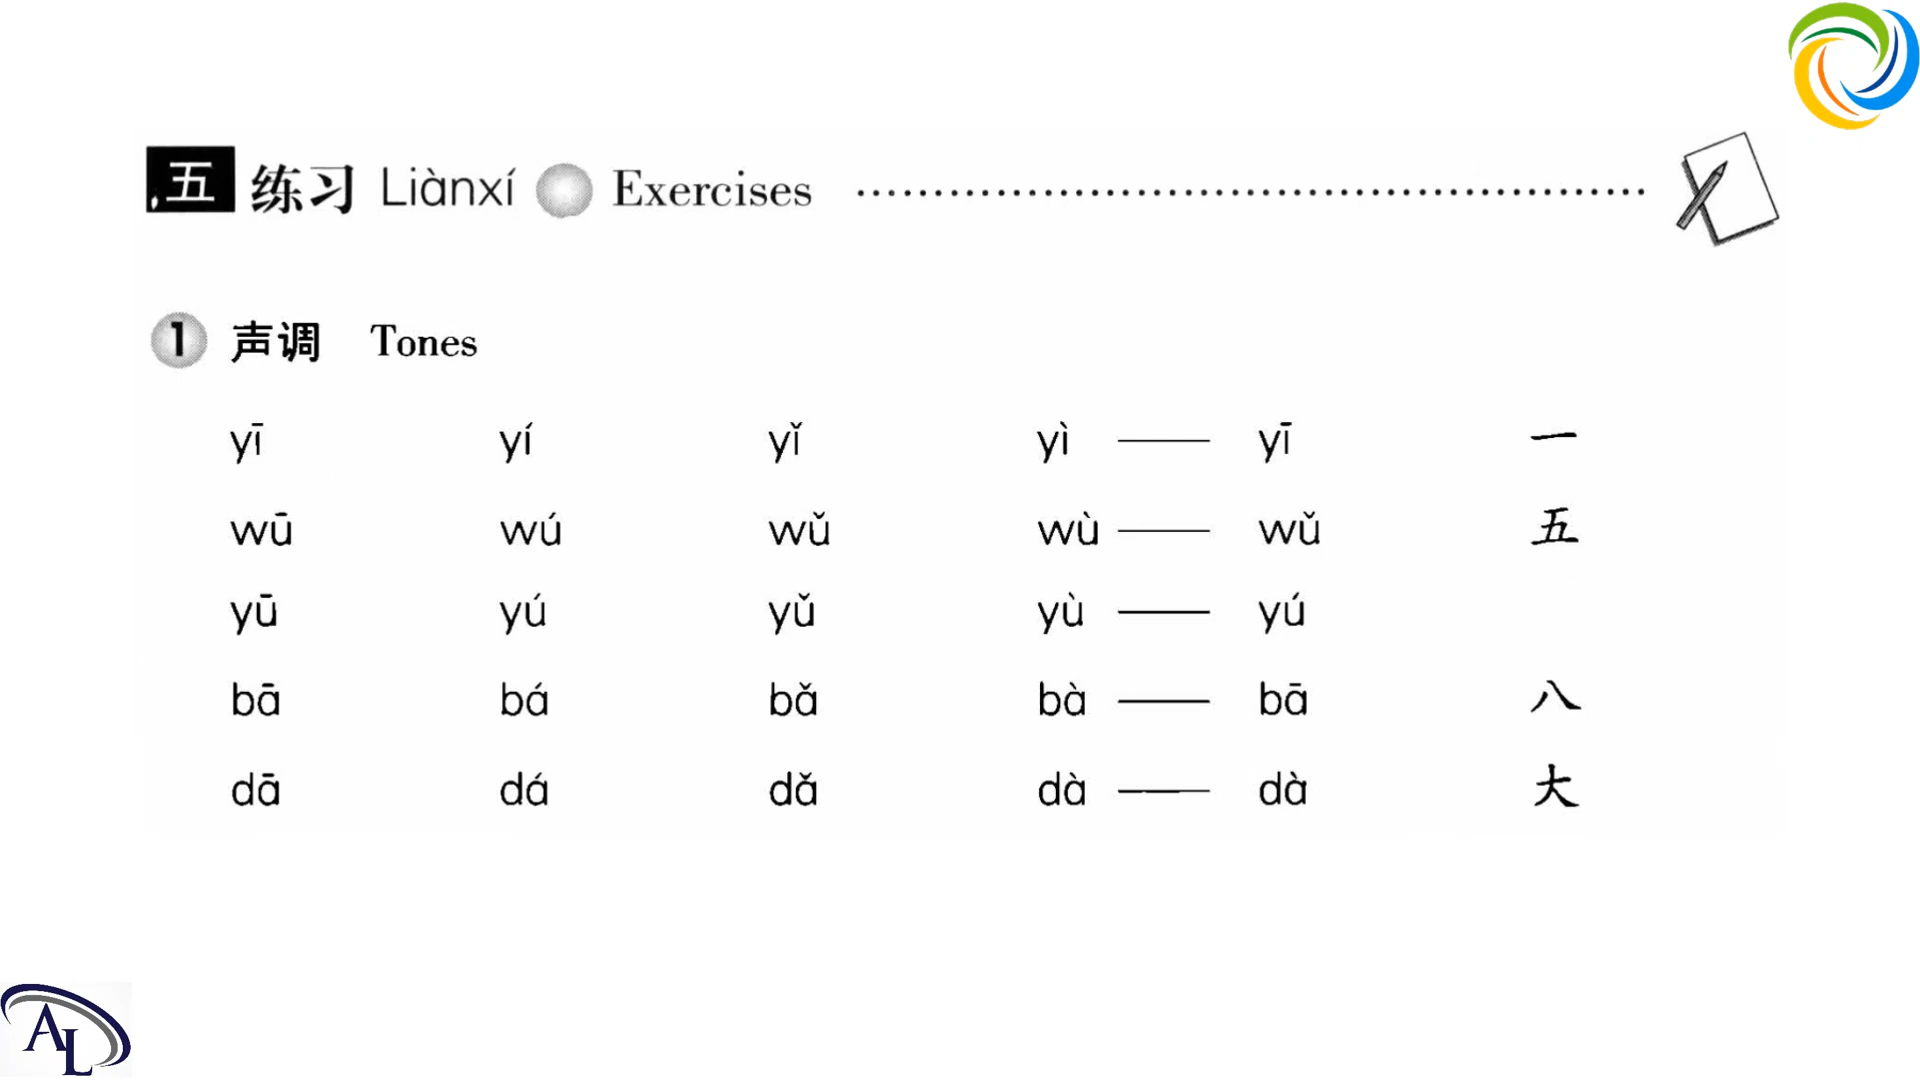 五 练习 Liànxí Exercises
1 声调 Tones
yī yí yǐ yì —— yī 一
wū wú wǔ wù —— wǔ 五
yū yú yǔ yù —— yú
bā bá bǎ bà —— bā 八
dā dá dǎ dà —— dà 大
AL